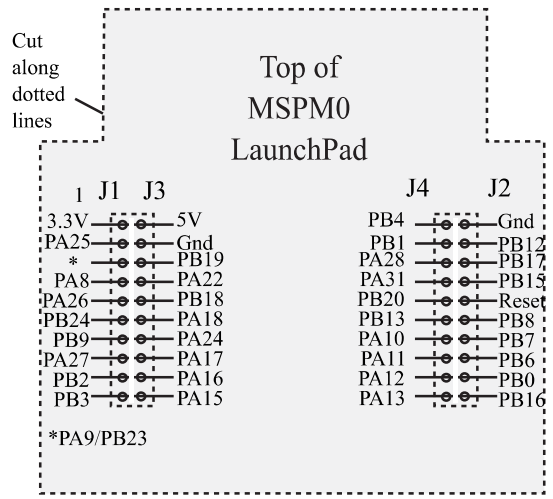 Cut
along
dotted
lines
Top of
MSPM0
LaunchPad
1 J1 J3 J4 J2
3.3V 5V PB4 Gnd
PA25 Gnd PB1 PB12
* PB19 PA28 PB17
PA8 PA22 PA31 PB15
PA26 PB18 PB20 Reset
PB24 PA18 PB13 PB8
PB9 PA24 PA10 PB7
PA27 PA17 PA11 PB6
PB2 PA16 PA12 PB0
PB3 PA15 PA13 PB16
*PA9/PB23